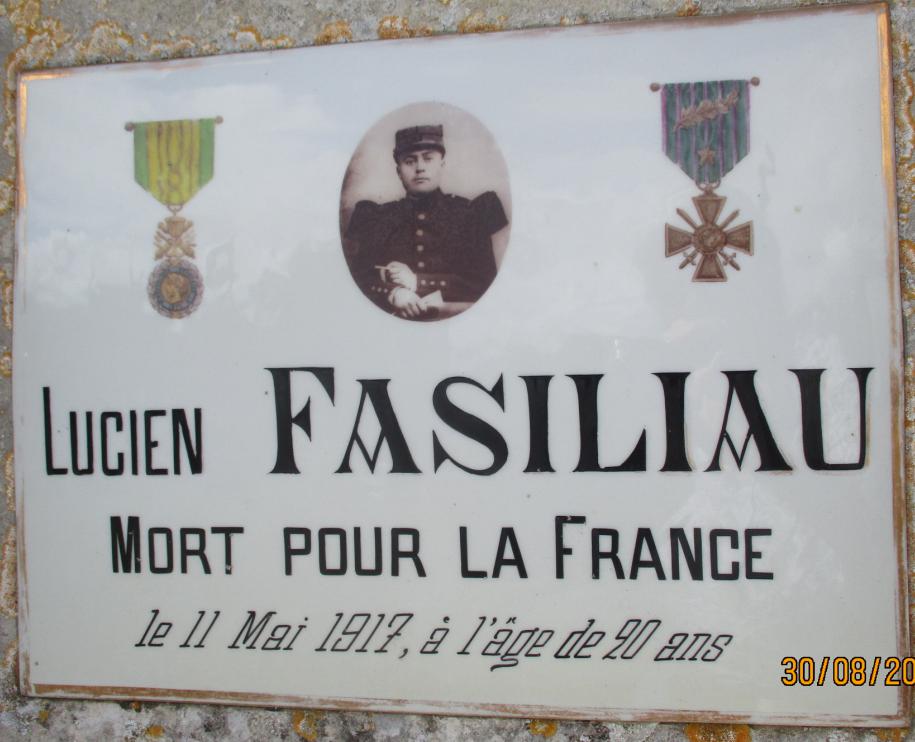 LUCIEN FASILIAU
MORT POUR LA FRANCE
le 11 Mai 1917, à l'âge de 20 ans
30/08/20